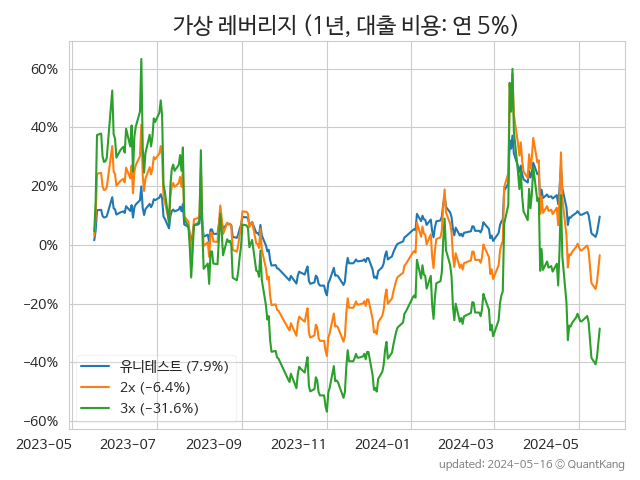 가상 레버리지 (1년, 대출 비용: 연 5%)
60%
40%
20%
0%
−20%
−40%
−60%
유니테스트 (7.9%)
2x (−6.4%)
3x (−31.6%)
2023-05 2023-07 2023-09 2023-11 2024-01 2024-03 2024-05
updated: 2024-05-16 © QuantKang